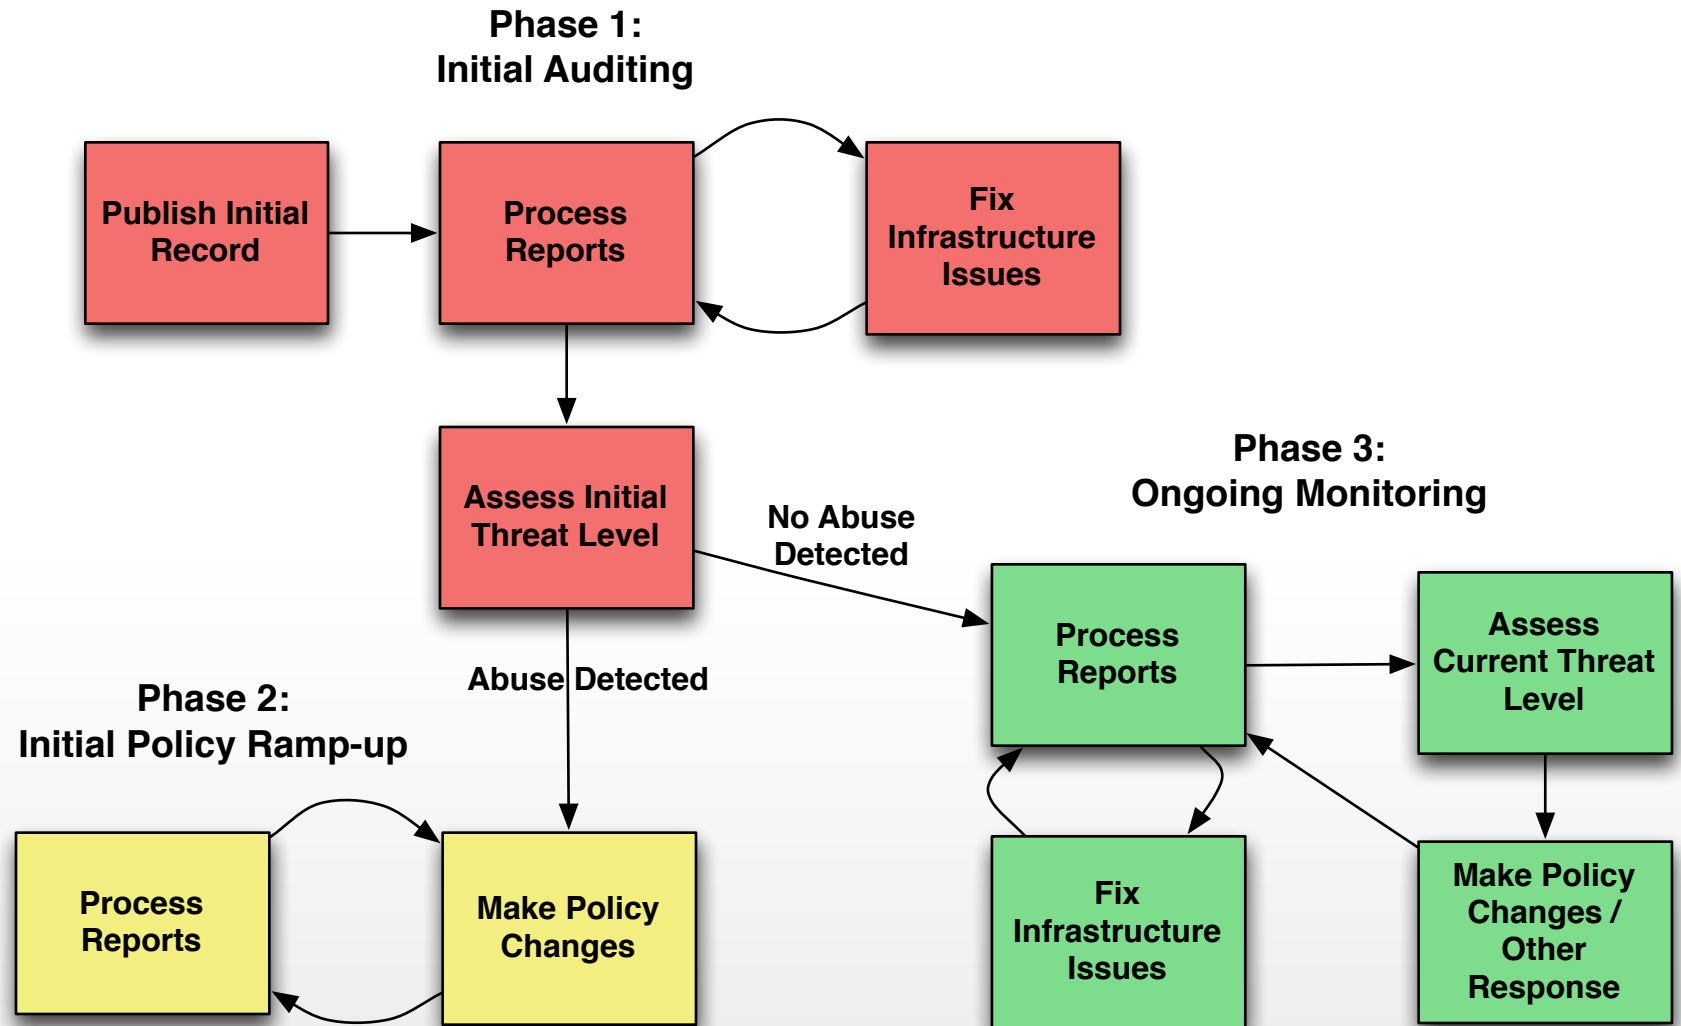 Phase 1:
Initial Auditing
Publish Initial
Record
Process
Reports
Fix
Infrastructure
Issues
Assess Initial
Threat Level
No Abuse
Detected
Abuse Detected
Phase 3:
Ongoing Monitoring
Process
Reports
Assess
Current Threat
Level
Fix
Infrastructure
Issues
Make Policy
Changes /
Other
Response
Phase 2:
Initial Policy Ramp-up
Process
Reports
Make Policy
Changes